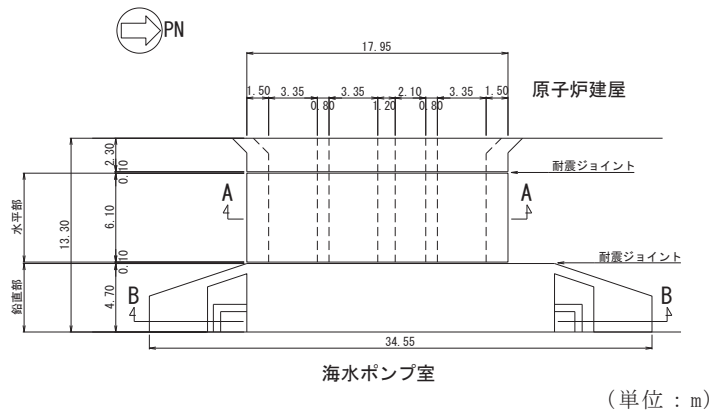 PN
17.95
1.50 3.35 0.80 3.35 1.20 2.10 0.80 3.35 1.50
原子炉建屋
2.30
0.10
耐震ジョイント
水平部
13.30
6.10
A A
0.10
耐震ジョイント
鉛直部
4.70
B B
34.55
海水ポンプ室
(単位：m)